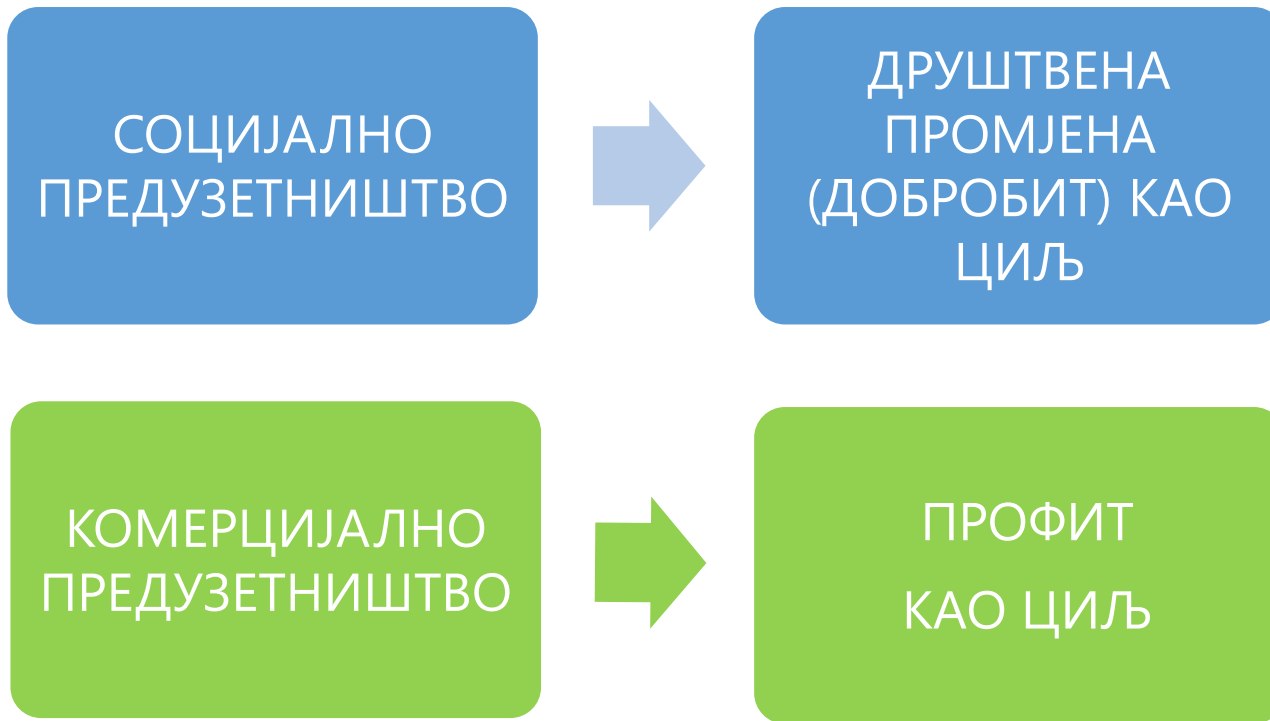 СОЦИЈАЛНО
ПРЕДУЗЕТНИШТВО
ДРУШТВЕНА
ПРОМЈЕНА
(ДОБРОБИТ) КАО
ЦИЉ
КОМЕРЦИЈАЛНО
ПРЕДУЗЕТНИШТВО
ПРОФИТ
КАО ЦИЉ